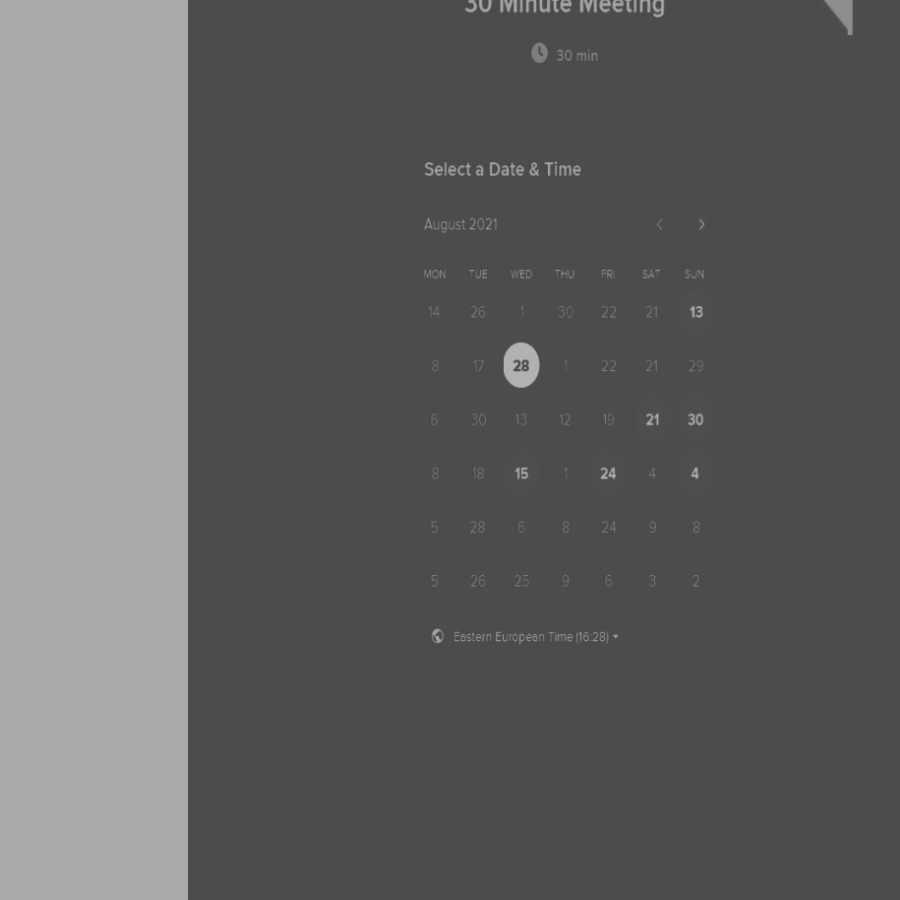 30 Minute Meeting
30 min
Select a Date & Time
August 2021
MON TUE WED THU FRI SAT SUN
14 26 1 30 22 21 13
8 17 28 1 22 21 29
6 30 13 12 19 21 30
8 18 15 1 24 4 4
5 28 6 8 24 9 8
5 26 25 9 6 3 2
Eastern European Time (16:28)